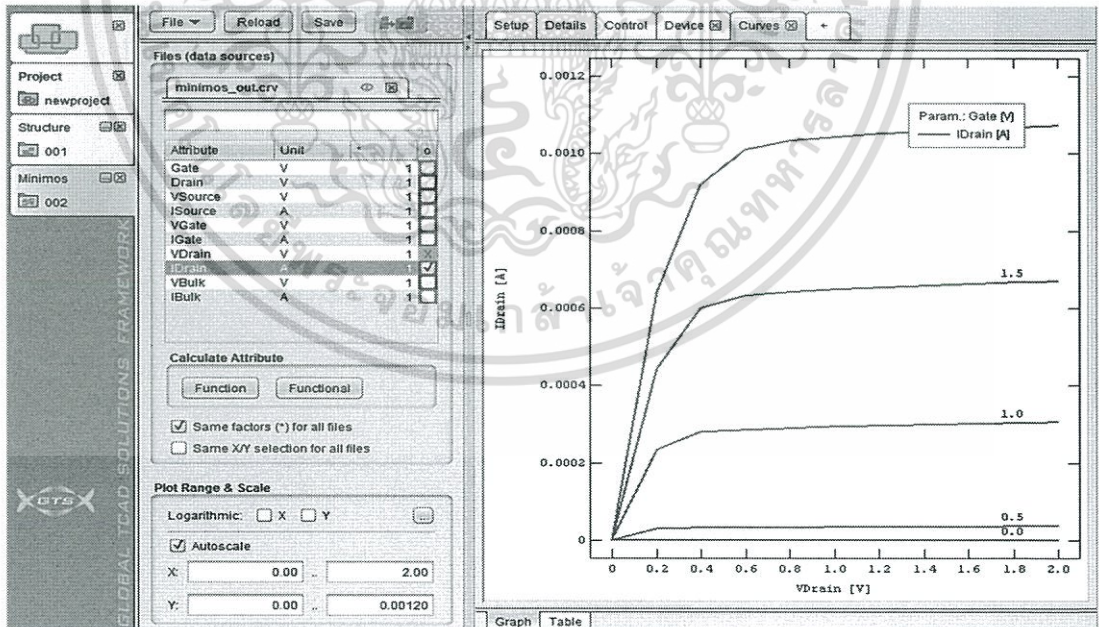 File
Reload
Save
Project
newproject
Structure
001
Minimos
002
GLOBAL TCAD SOLUTIONS FRAMEWORK
GTS
Files (data sources)
minimos_out.crv
Attribute Unit * o
Gate V 1
Drain V 1
VSource V 1
ISource A 1
VGate V 1
IGate A 1
VDrain V 1 X
IDrain A 1
VBulk V 1
IBulk A 1
Calculate Attribute
Function Functional
Same factors (*) for all files
Same X/Y selection for all files
Plot Range & Scale
Logarithmic: X Y ...
Autoscale
X: 0.00 .. 2.00
Y: 0.00 .. 0.00120
Setup Details Control Device Curves +
0.0012
0.0010
0.0008
0.0006
0.0004
0.0002
0
IDrain [A]
Param.: Gate [V]
IDrain [A]
1.5
1.0
0.5
0.0
0 0.2 0.4 0.6 0.8 1.0 1.2 1.4 1.6 1.8 2.0
VDrain [V]
Graph Table